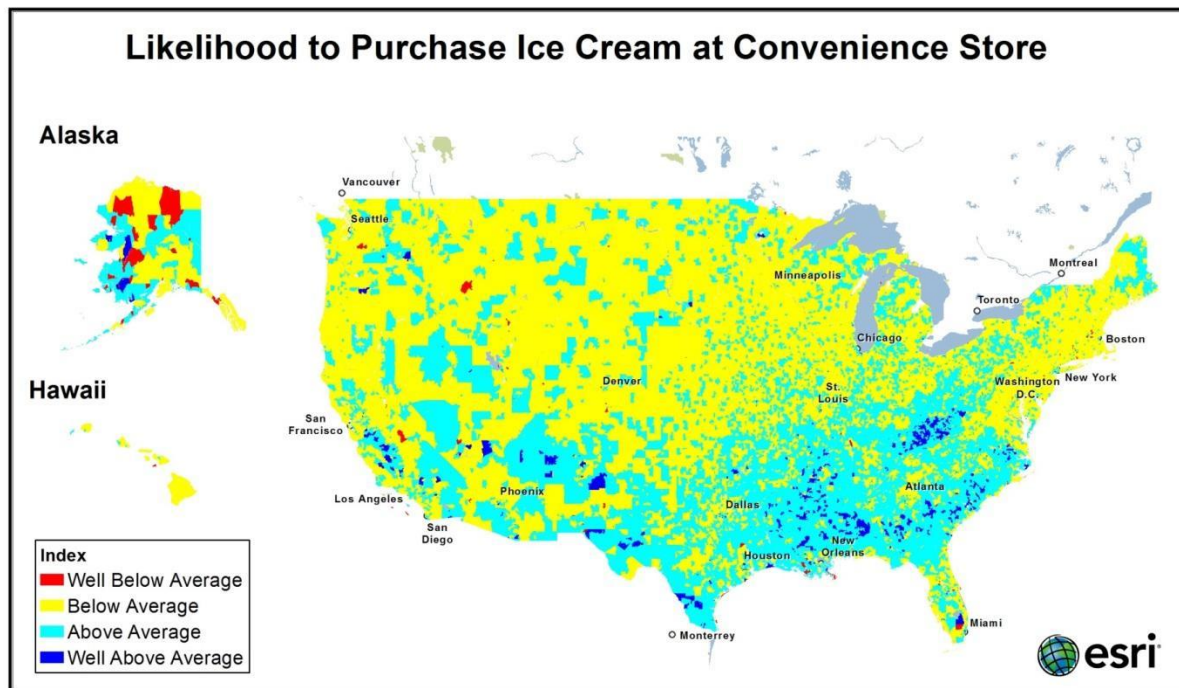 Likelihood to Purchase Ice Cream at Convenience Store
Alaska
Vancouver
Seattle
Montreal
Minneapolis
Toronto
Chicago
Boston
Hawaii
Denver
New York
Washington
D.C.
St.
Louis
San
Francisco
Los Angeles
Phoenix
Atlanta
Dallas
San
Diego
Houston
New
Orleans
Miami
Monterrey
Index
Well Below Average
Below Average
Above Average
Well Above Average
esri